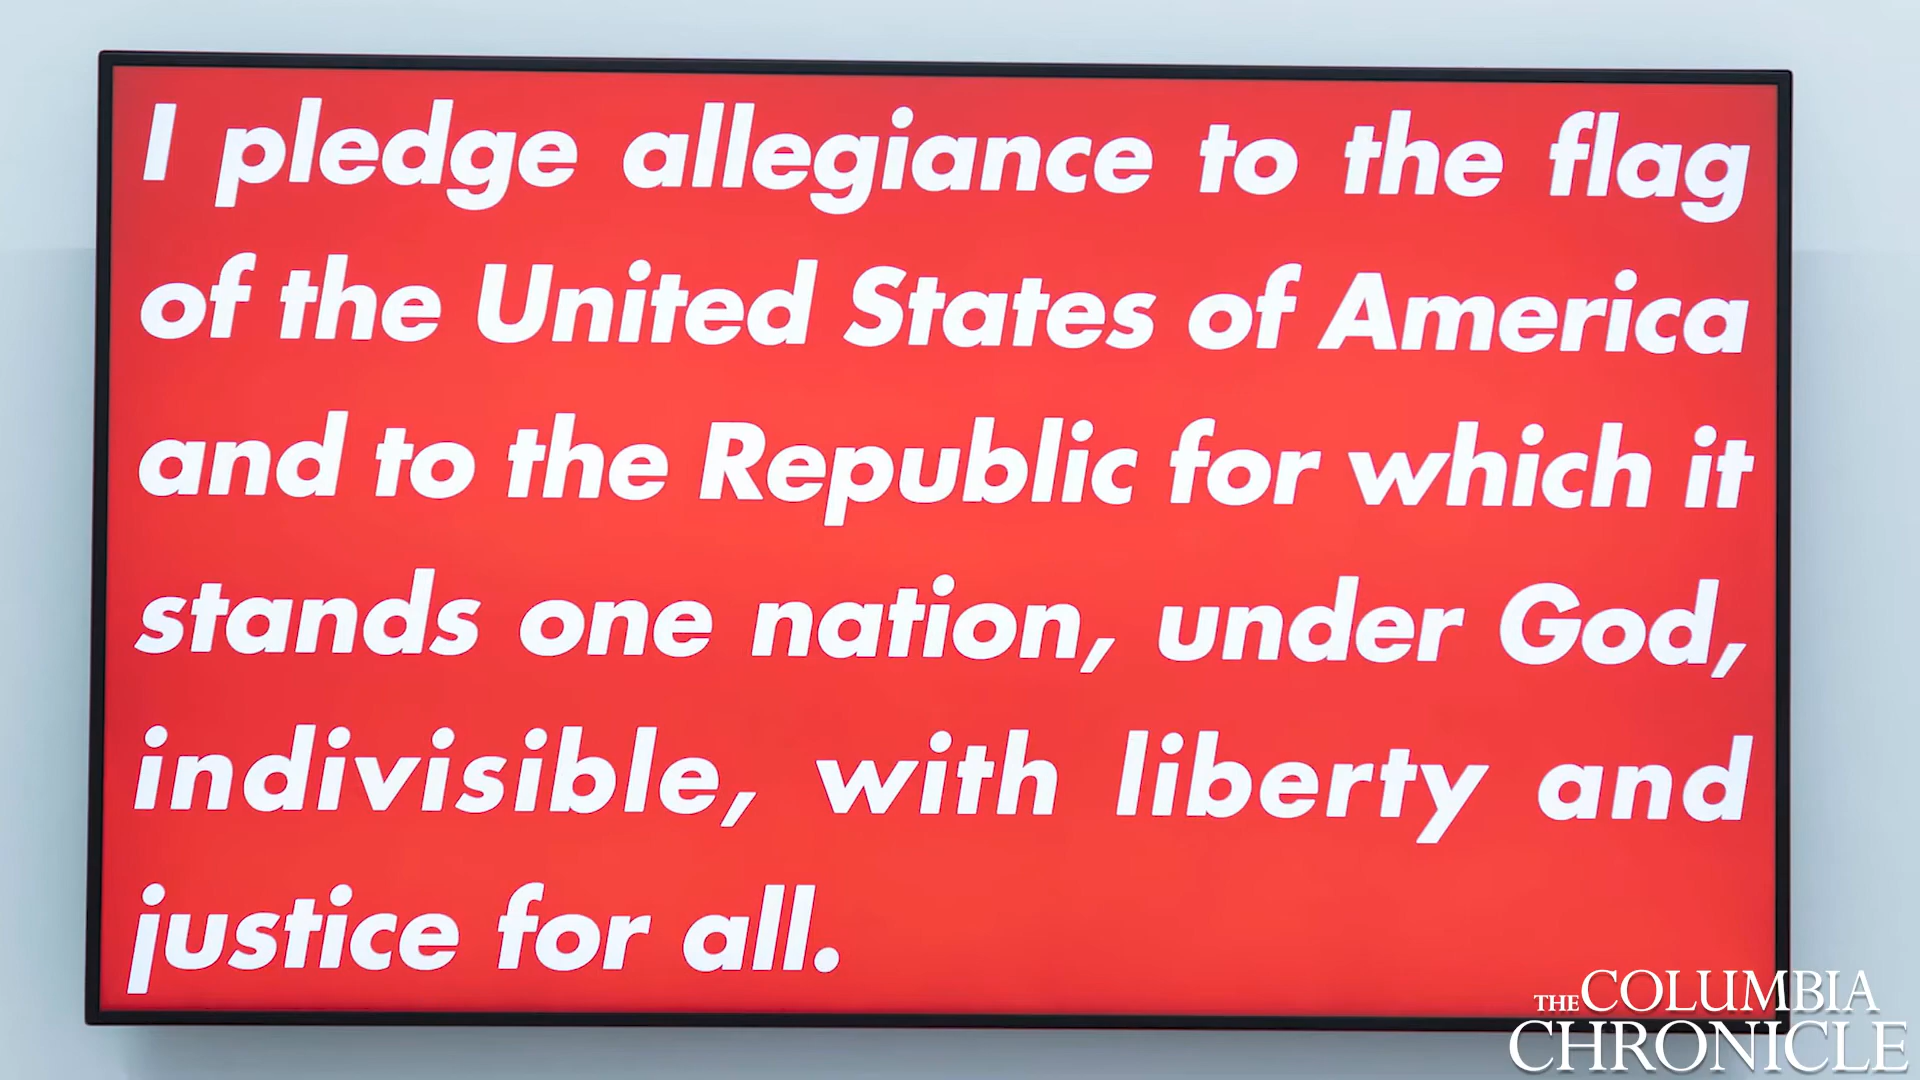 I pledge allegiance to the flag
of the United States of America
and to the Republic for which it
stands one nation, under God,
indivisible, with liberty and
justice for all.
THE COLUMBIA
CHRONICLE